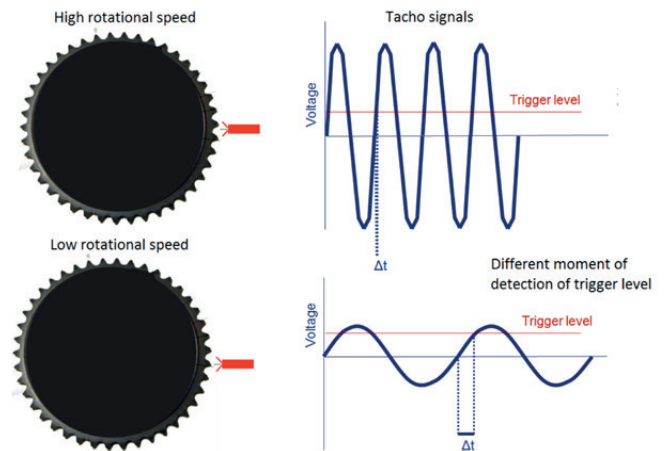 High rotational speed
Tacho signals
Voltage
Trigger level
Δt
Low rotational speed
Different moment of
detection of trigger level
Voltage
Trigger level
Δt